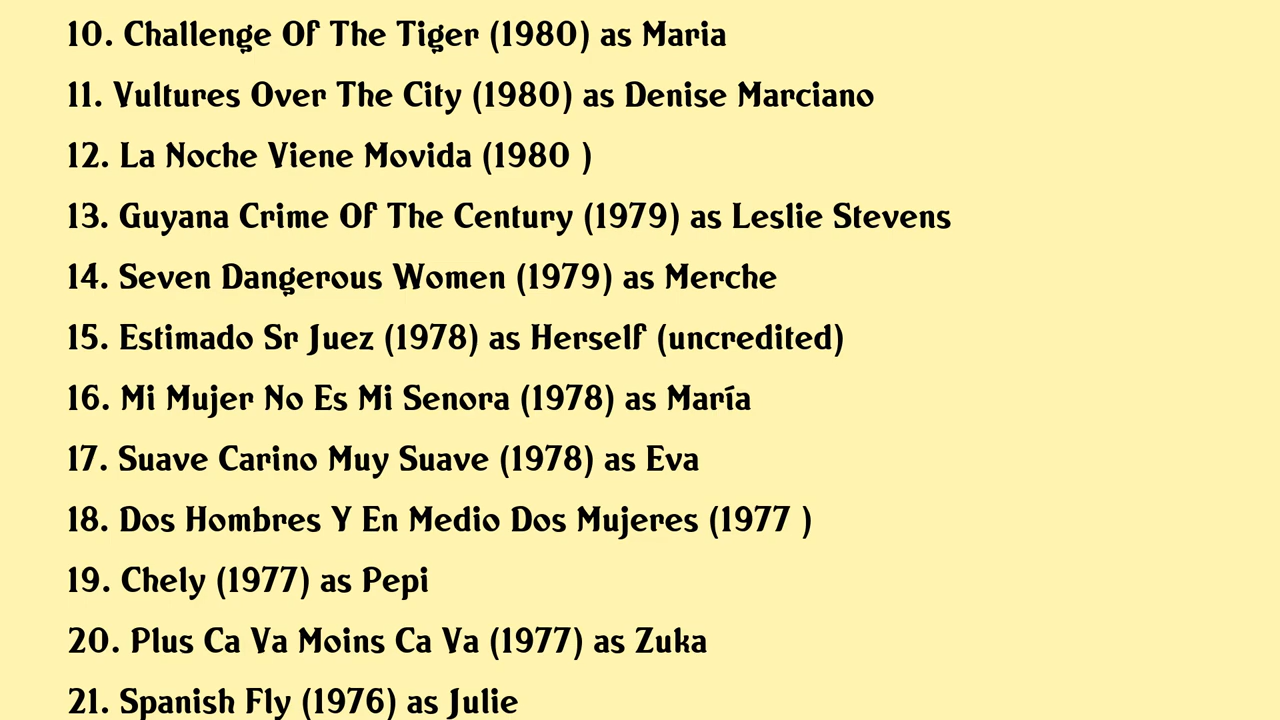 10. Challenge Of The Tiger (1980) as Maria
11. Vultures Over The City (1980) as Denise Marciano
12. La Noche Viene Movida (1980 )
13. Guyana Crime Of The Century (1979) as Leslie Stevens
14. Seven Dangerous Women (1979) as Merche
15. Estimado Sr Juez (1978) as Herself (uncredited)
16. Mi Mujer No Es Mi Senora (1978) as María
17. Suave Carino Muy Suave (1978) as Eva
18. Dos Hombres Y En Medio Dos Mujeres (1977 )
19. Chely (1977) as Pepi
20. Plus Ca Va Moins Ca Va (1977) as Zuka
21. Spanish Fly (1976) as Julie